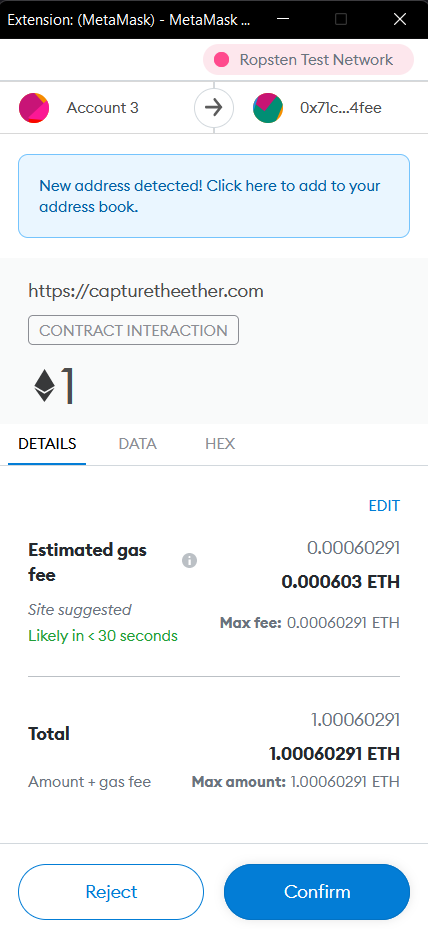 Extension: (MetaMask) - MetaMask ...
Ropsten Test Network
Account 3
0x71c...4fee
New address detected! Click here to add to your
address book.
https://capturetheether.com
CONTRACT INTERACTION
1
DETAILS
DATA
HEX
EDIT
Estimated gas
fee
0.00060291
0.000603 ETH
Site suggested
Likely in < 30 seconds
Max fee: 0.00060291 ETH
Total
1.00060291
1.00060291 ETH
Amount + gas fee
Max amount: 1.00060291 ETH
Reject
Confirm